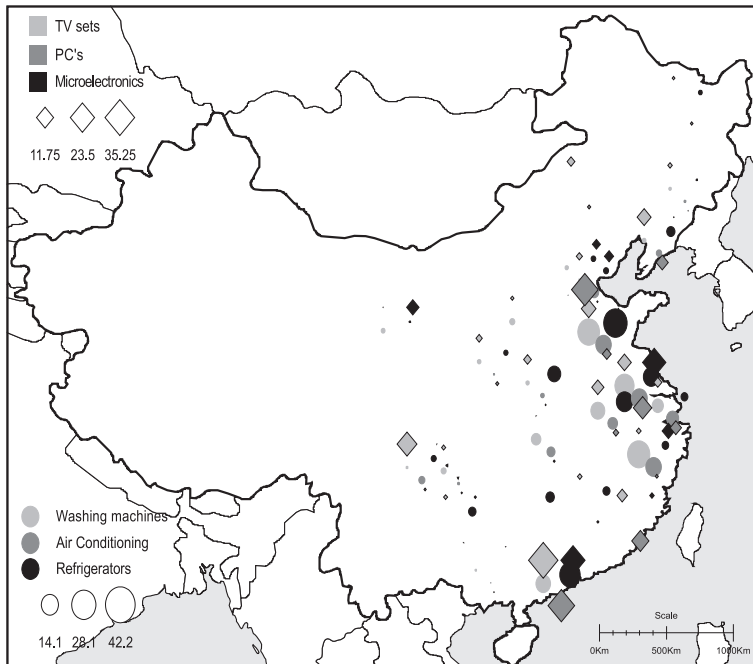 TV sets
PC's
Microelectronics
11.75 23.5 35.25
Washing machines
Air Conditioning
Refrigerators
14.1 28.1 42.2
Scale
0Km 500Km 1000Km